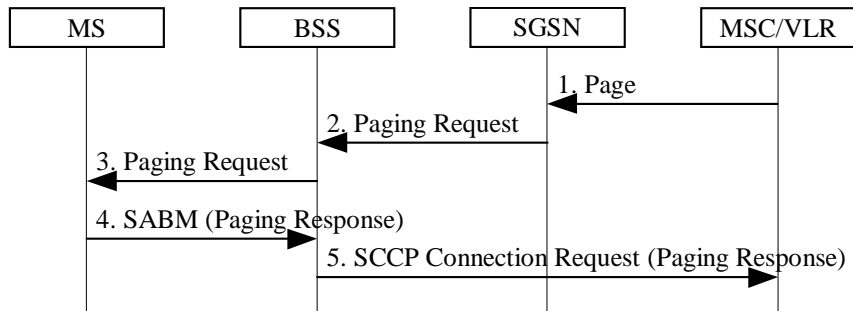 MS BSS SGSN MSC/VLR
1. Page
2. Paging Request
3. Paging Request
4. SABM (Paging Response)
5. SCCP Connection Request (Paging Response)